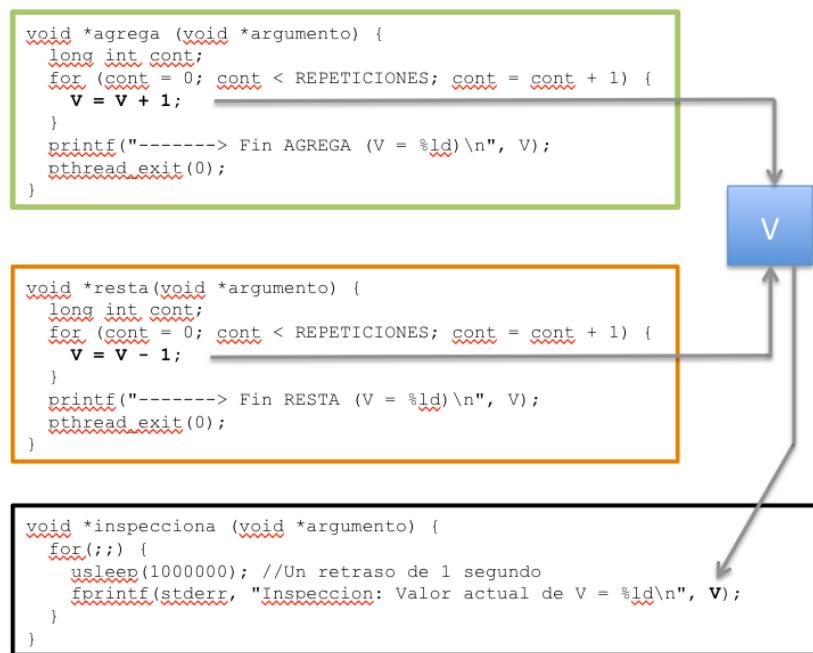 void *agrega (void *argumento) {
long int cont;
for (cont = 0; cont < REPETICIONES; cont = cont + 1) {
V = V + 1;
}
printf("-------> Fin AGREGA (V = %ld)\n", V);
pthread_exit(0);
}
V
void *resta(void *argumento) {
long int cont;
for (cont = 0; cont < REPETICIONES; cont = cont + 1) {
V = V - 1;
}
printf("-------> Fin RESTA (V = %ld)\n", V);
pthread_exit(0);
}
void *inspecciona (void *argumento) {
for(;;) {
usleep(1000000); //Un retraso de 1 segundo
fprintf(stderr, "Inspeccion: Valor actual de V = %ld\n", V);
}
}